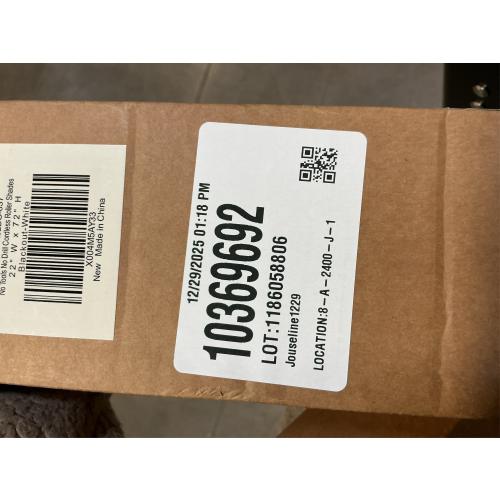 No Tools No Drill Cordless Roller Shades
22" W x 72" H
Blackout-White
X004M5AY33
New Made in China
12/29/2025 01:18 PM
10369692
LOT:1186058806
Jouseline1229
LOCATION:8-A-2400-J-1